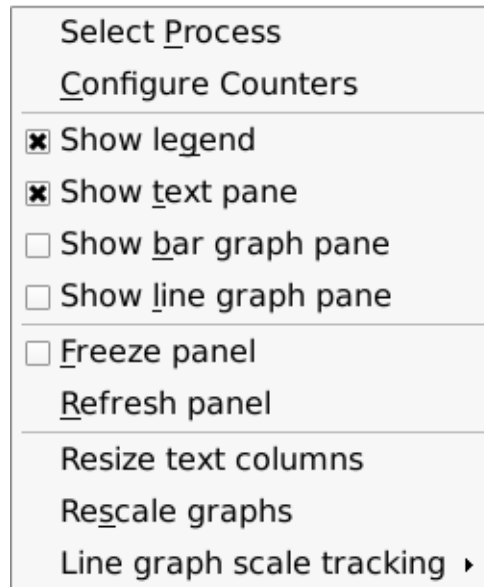 Select Process
Configure Counters
Show legend
Show text pane
Show bar graph pane
Show line graph pane
Freeze panel
Refresh panel
Resize text columns
Rescale graphs
Line graph scale tracking